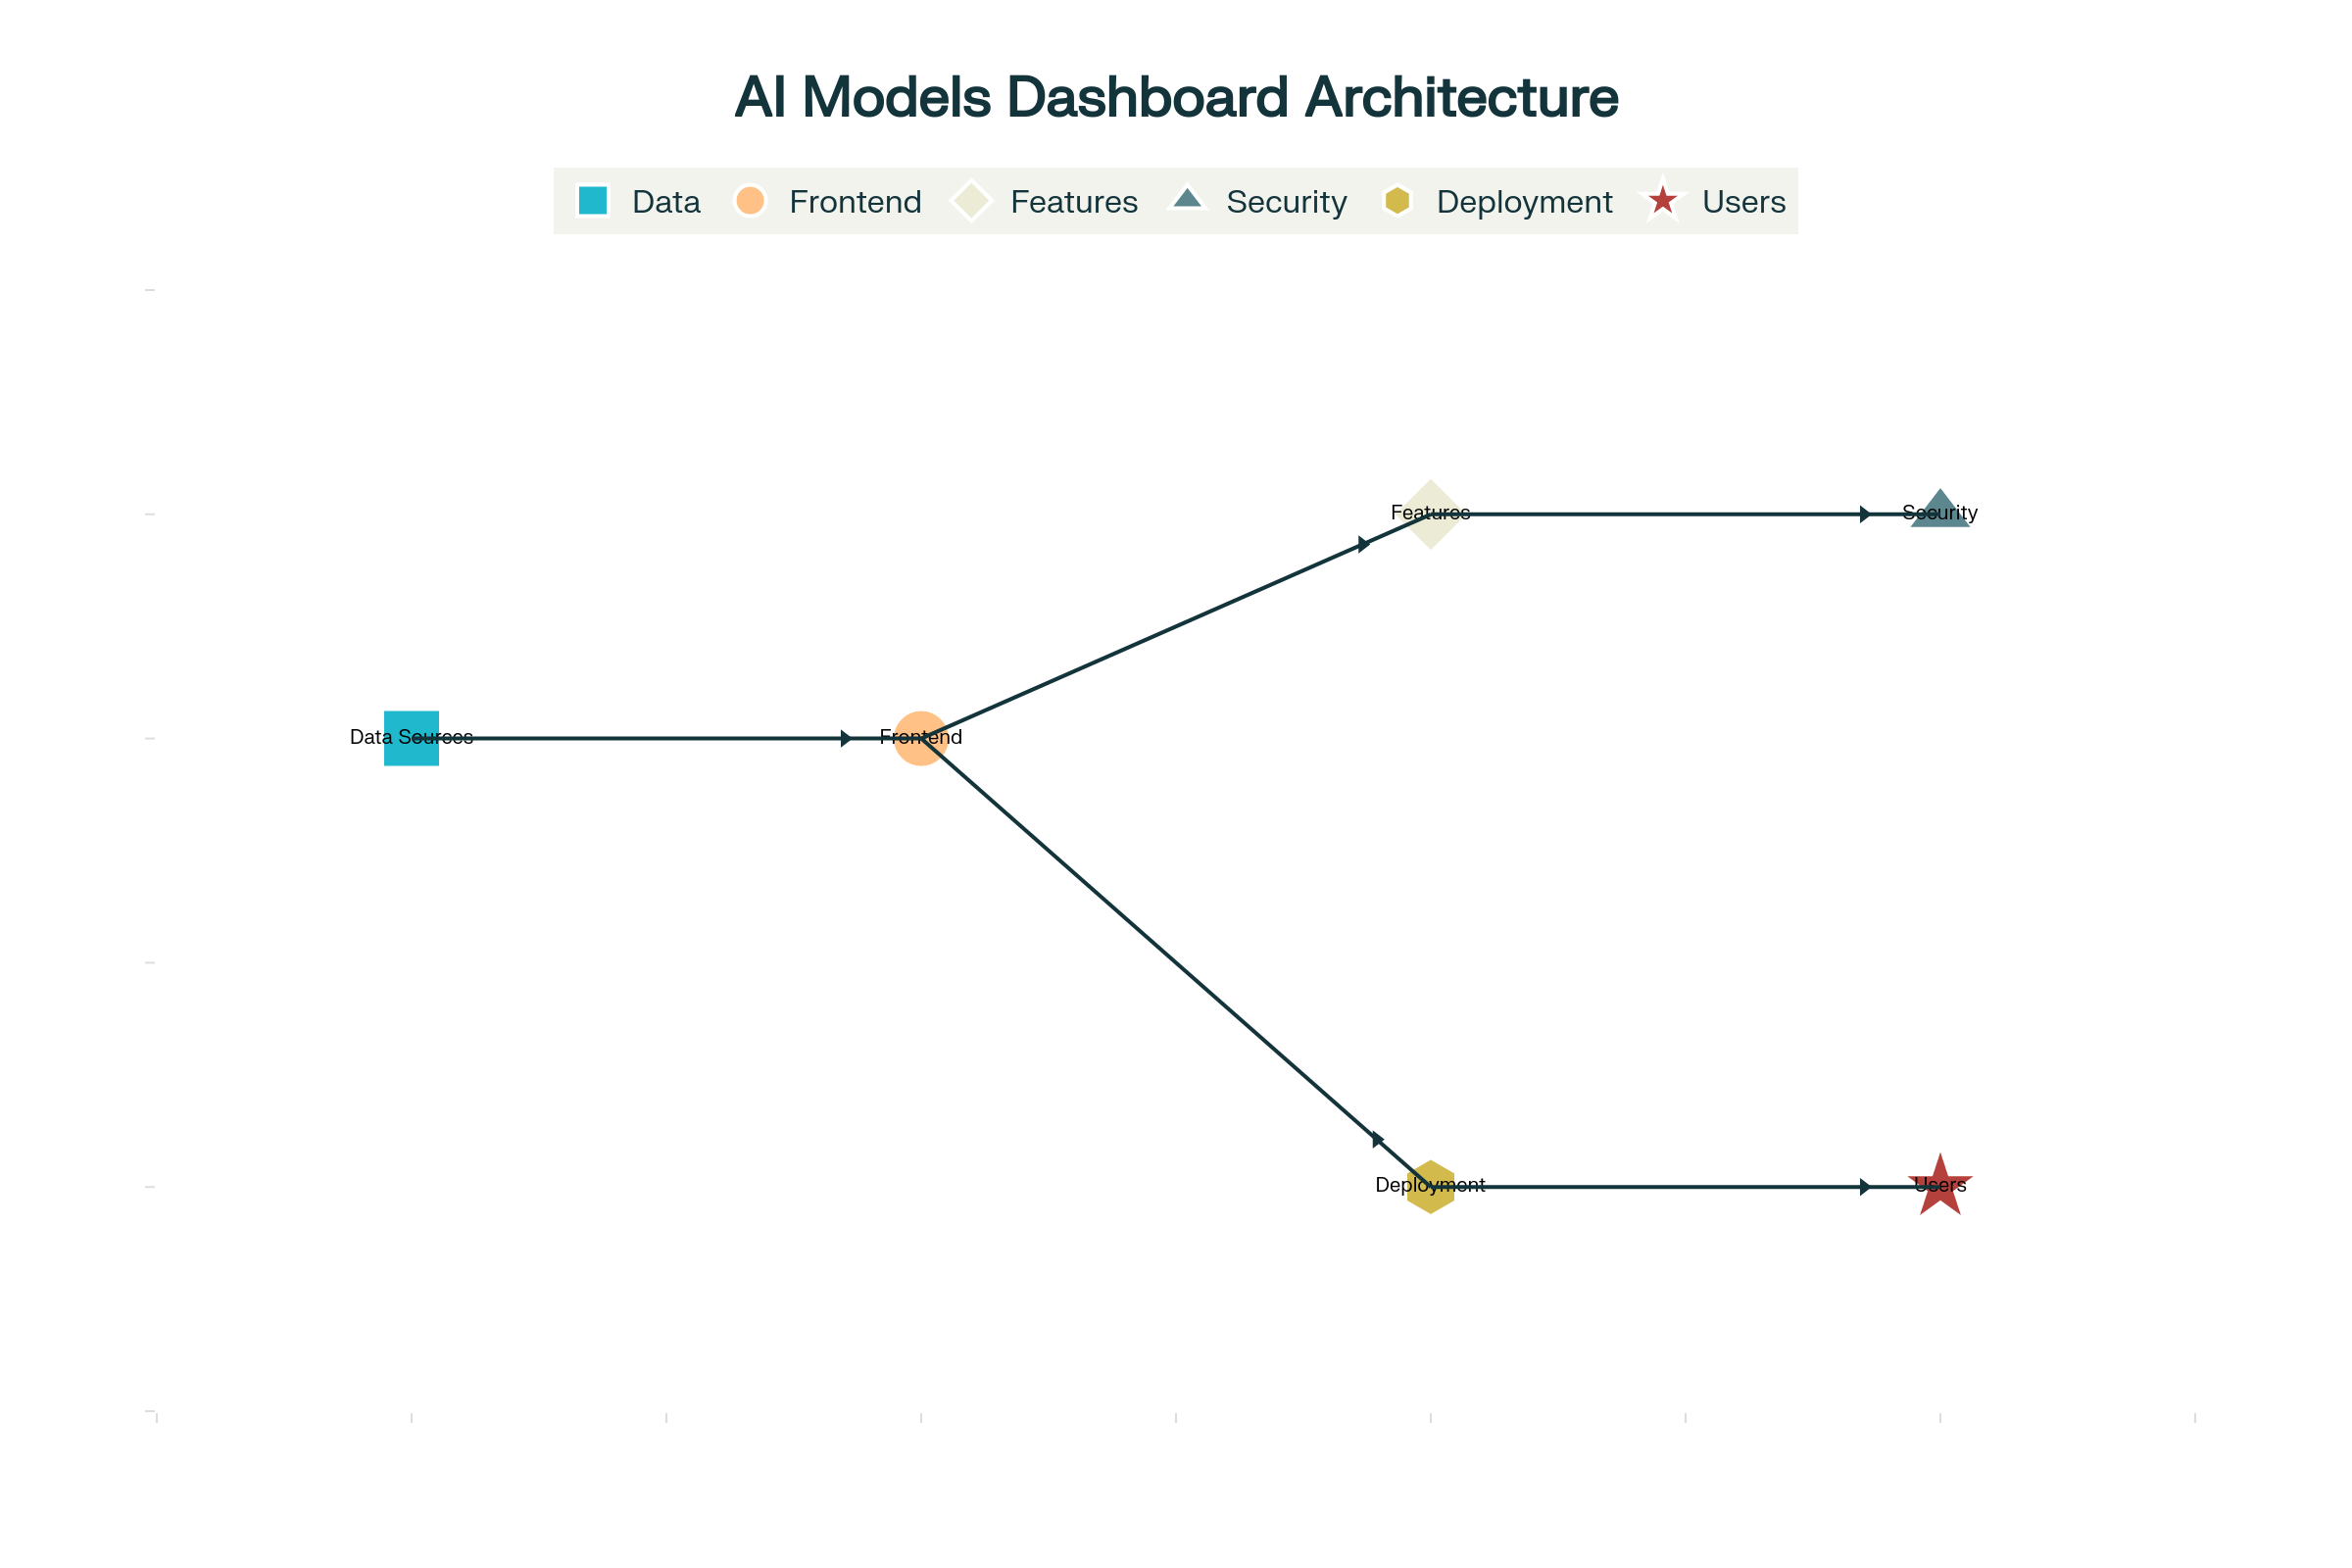 AI Models Dashboard Architecture
Data Frontend Features Security Deployment Users
Features Security
Data Sources Frontend
Deployment Users